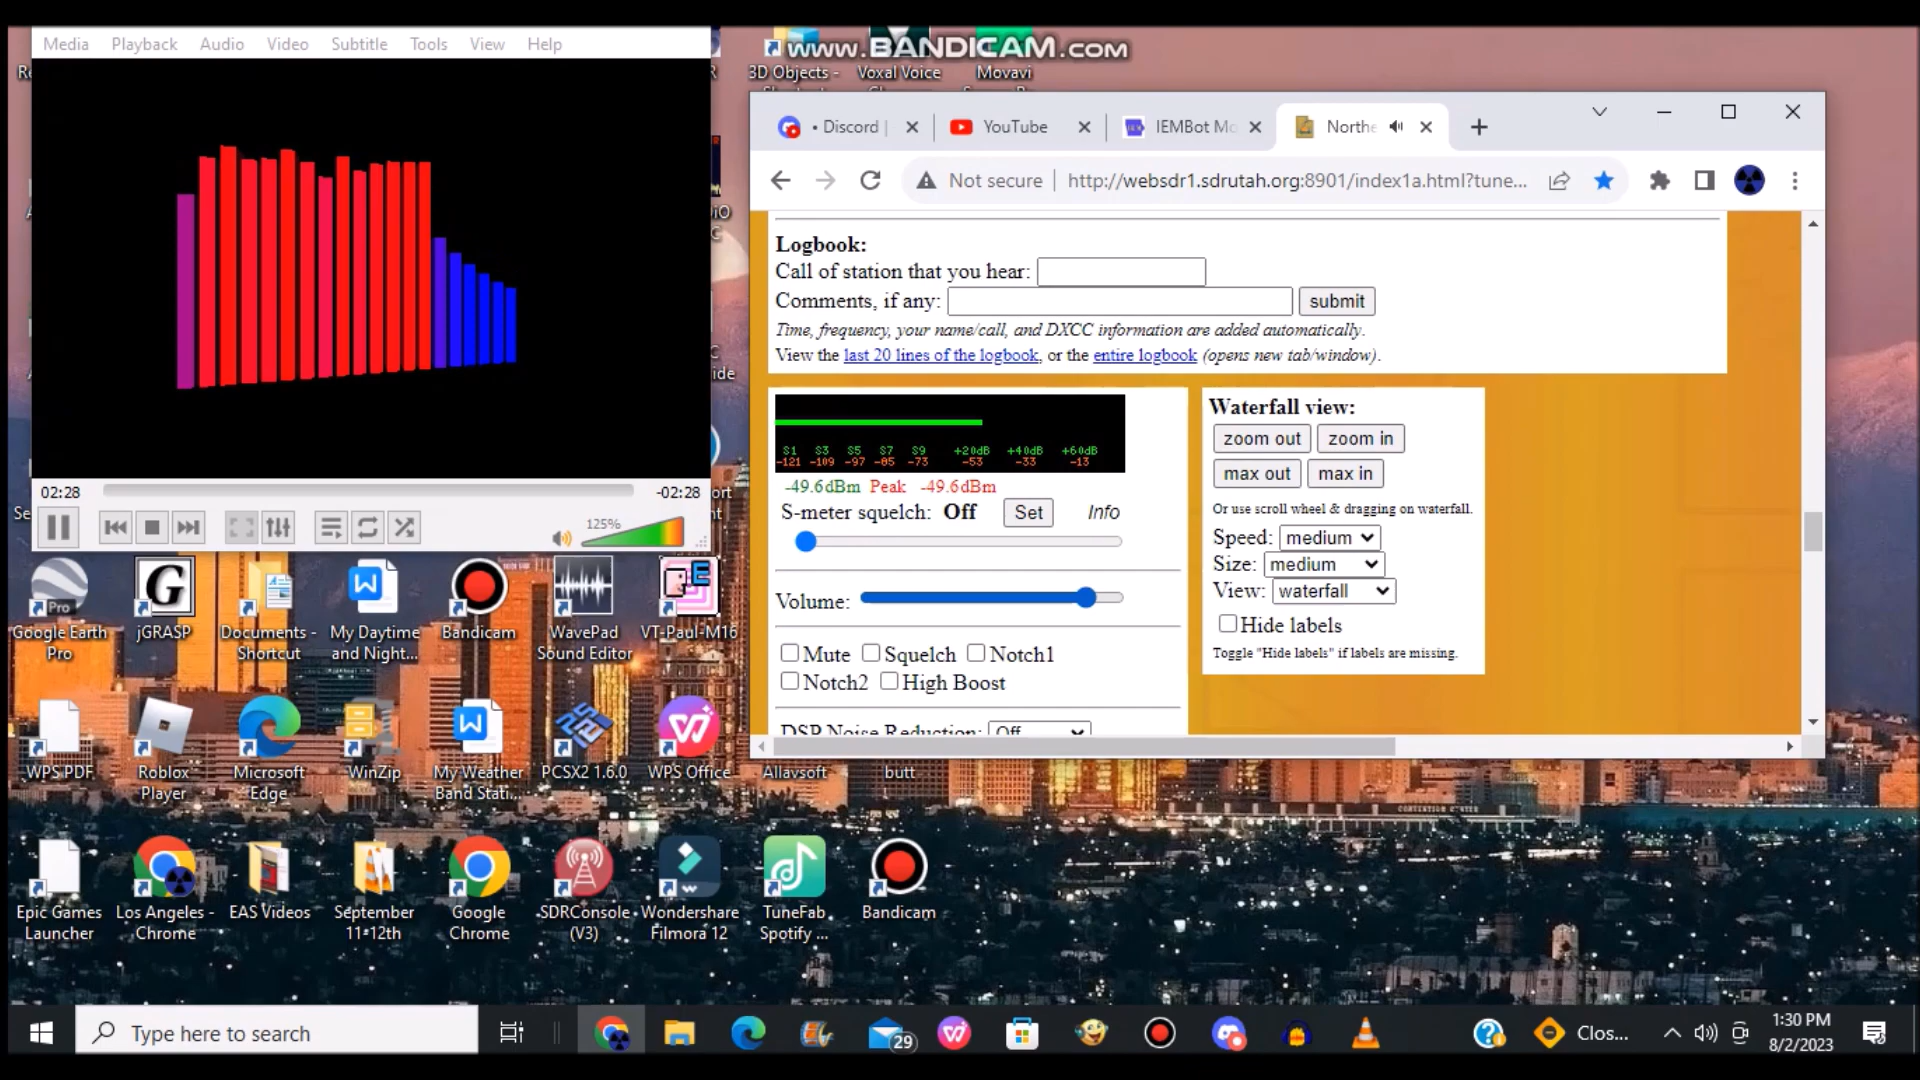 Media Playback Audio Video Subtitle Tools View Help
www.BANDICAM.com
3D Objects - Voxal Voice Movavi
• Discord YouTube IEMBot Mo Northe
Not secure http://websdr1.sdrutah.org:8901/index1a.html?tune...
Logbook:
Call of station that you hear:
Comments, if any: submit
Time, frequency, your name/call, and DXCC information are added automatically.
View the last 20 lines of the logbook, or the entire logbook (opens new tab/window).
S1 S3 S5 S7 S9 +20dB +40dB +60dB
-121 -109 -97 -85 -73 -53 -33 -13
-49.6dBm Peak -49.6dBm
S-meter squelch: Off Set Info
Volume:
Mute Squelch Notch1
Notch2 High Boost
DSP Noise Reduction: Off
Waterfall view:
zoom out zoom in
max out max in
Or use scroll wheel & dragging on waterfall.
Speed: medium
Size: medium
View: waterfall
Hide labels
Toggle "Hide labels" if labels are missing.
02:28 -02:28
125%
Google Earth Pro
jGRASP
Documents - Shortcut
My Daytime and Night...
Bandicam
WavePad Sound Editor
VT-Paul-M16
WPS PDF
Roblox Player
Microsoft Edge
WinZip
My Weather Band Stati...
PCSX2 1.6.0
WPS Office
Allavsoft
butt
Epic Games Launcher
Los Angeles - Chrome
EAS Videos
September 11-12th
Google Chrome
SDRConsole (V3)
Wondershare Filmora 12
TuneFab Spotify ...
Bandicam
Type here to search
29
Clos...
1:30 PM
8/2/2023